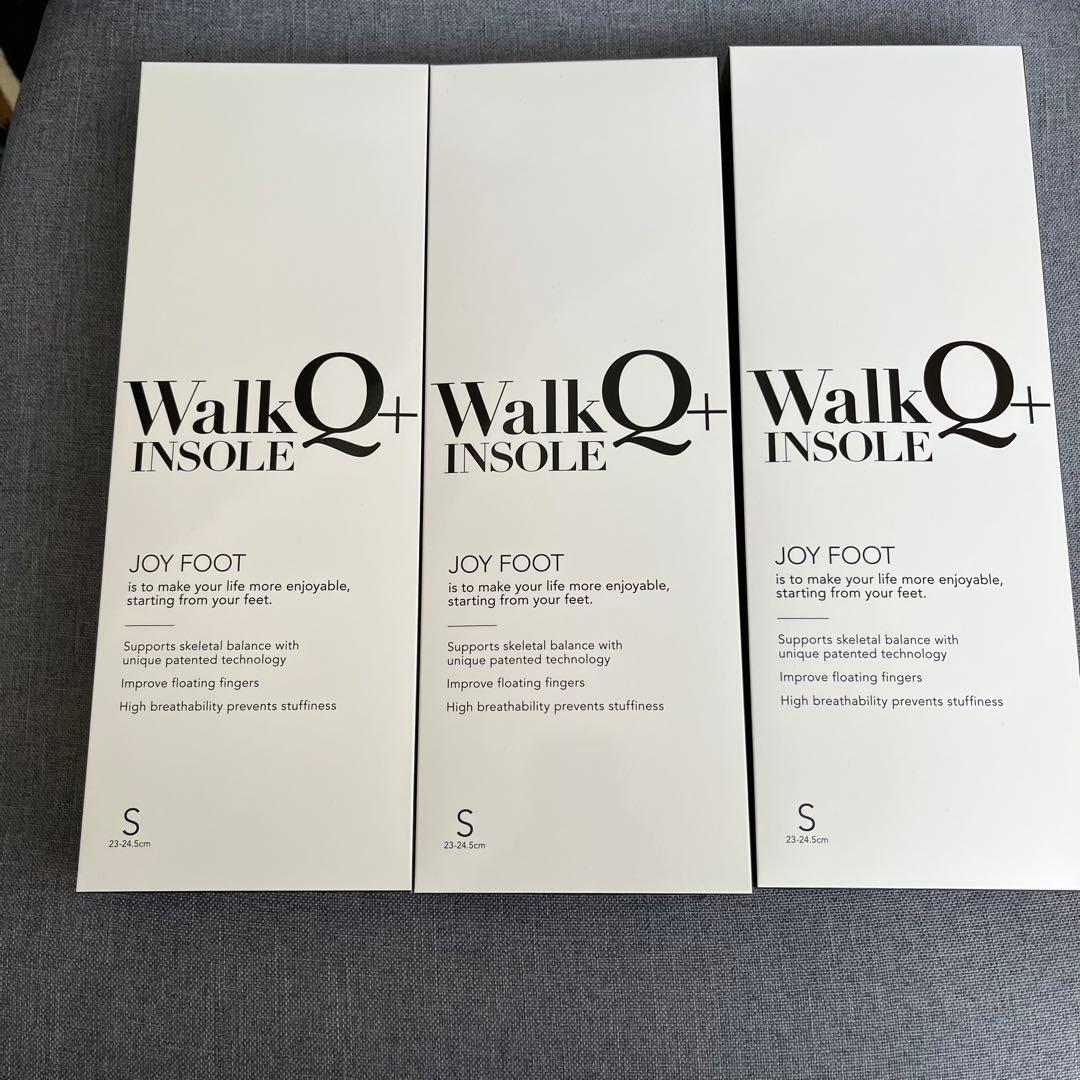 WalkQ+
INSOLE
JOY FOOT
is to make your life more enjoyable,
starting from your feet.
Supports skeletal balance with
unique patented technology
Improve floating fingers
High breathability prevents stuffiness
S
23-24.5cm
WalkQ+
INSOLE
JOY FOOT
is to make your life more enjoyable,
starting from your feet.
Supports skeletal balance with
unique patented technology
Improve floating fingers
High breathability prevents stuffiness
S
23-24.5cm
WalkQ+
INSOLE
JOY FOOT
is to make your life more enjoyable,
starting from your feet.
Supports skeletal balance with
unique patented technology
Improve floating fingers
High breathability prevents stuffiness
S
23-24.5cm